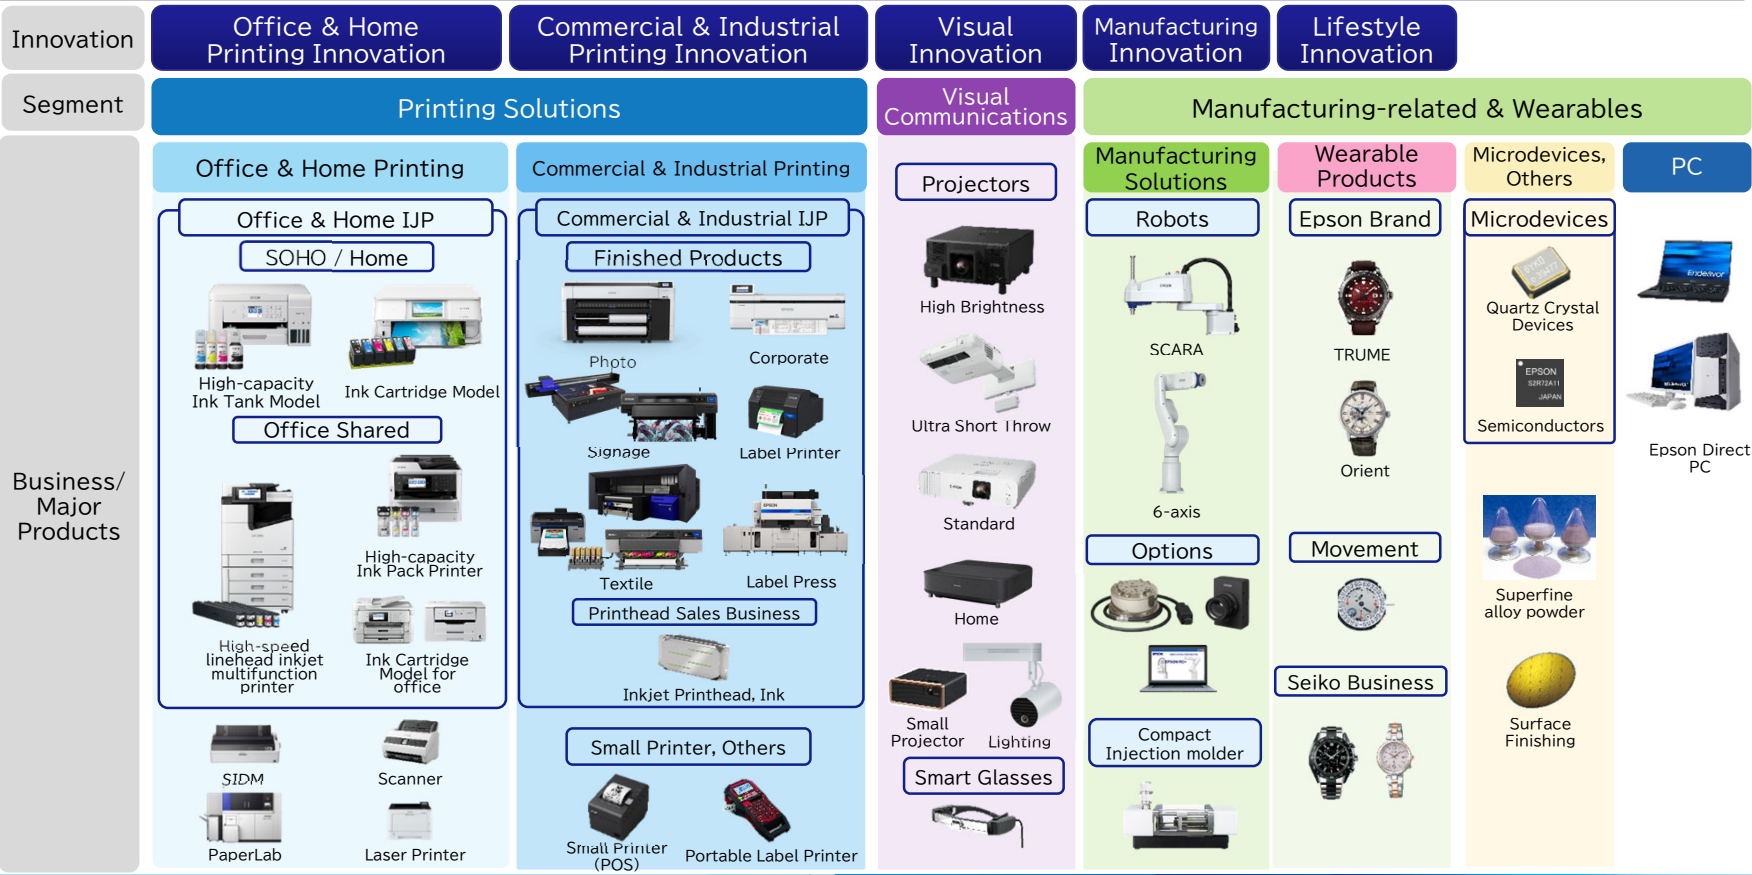 Innovation
Office & Home
Printing Innovation
Commercial & Industrial
Printing Innovation
Visual
Innovation
Manufacturing
Innovation
Lifestyle
Innovation
Segment
Printing Solutions
Visual
Communications
Manufacturing-related & Wearables
Business/
Major
Products
Office & Home Printing
Office & Home IJP
SOHO / Home
High-capacity
Ink Tank Model
Ink Cartridge Model
Office Shared
High-speed
linehead inkjet
multifunction
printer
High-capacity
Ink Pack Printer
Ink Cartridge
Model for
office
SIDM
Scanner
PaperLab
Laser Printer
Commercial & Industrial Printing
Commercial & Industrial IJP
Finished Products
Photo
Corporate
Signage
Label Printer
Textile
Label Press
Printhead Sales Business
Inkjet Printhead, Ink
Small Printer, Others
Small Printer
(POS)
Portable Label Printer
Projectors
High Brightness
Ultra Short Throw
Standard
Home
Small
Projector
Lighting
Smart Glasses
Manufacturing
Solutions
Robots
SCARA
6-axis
Options
Compact
Injection molder
Wearable
Products
Epson Brand
TRUME
Orient
Movement
Seiko Business
Microdevices,
Others
Microdevices
Quartz Crystal
Devices
EPSON
S2R72A11
JAPAN
Semiconductors
Superfine
alloy powder
Surface
Finishing
PC
Endeavor
Epson Direct
PC